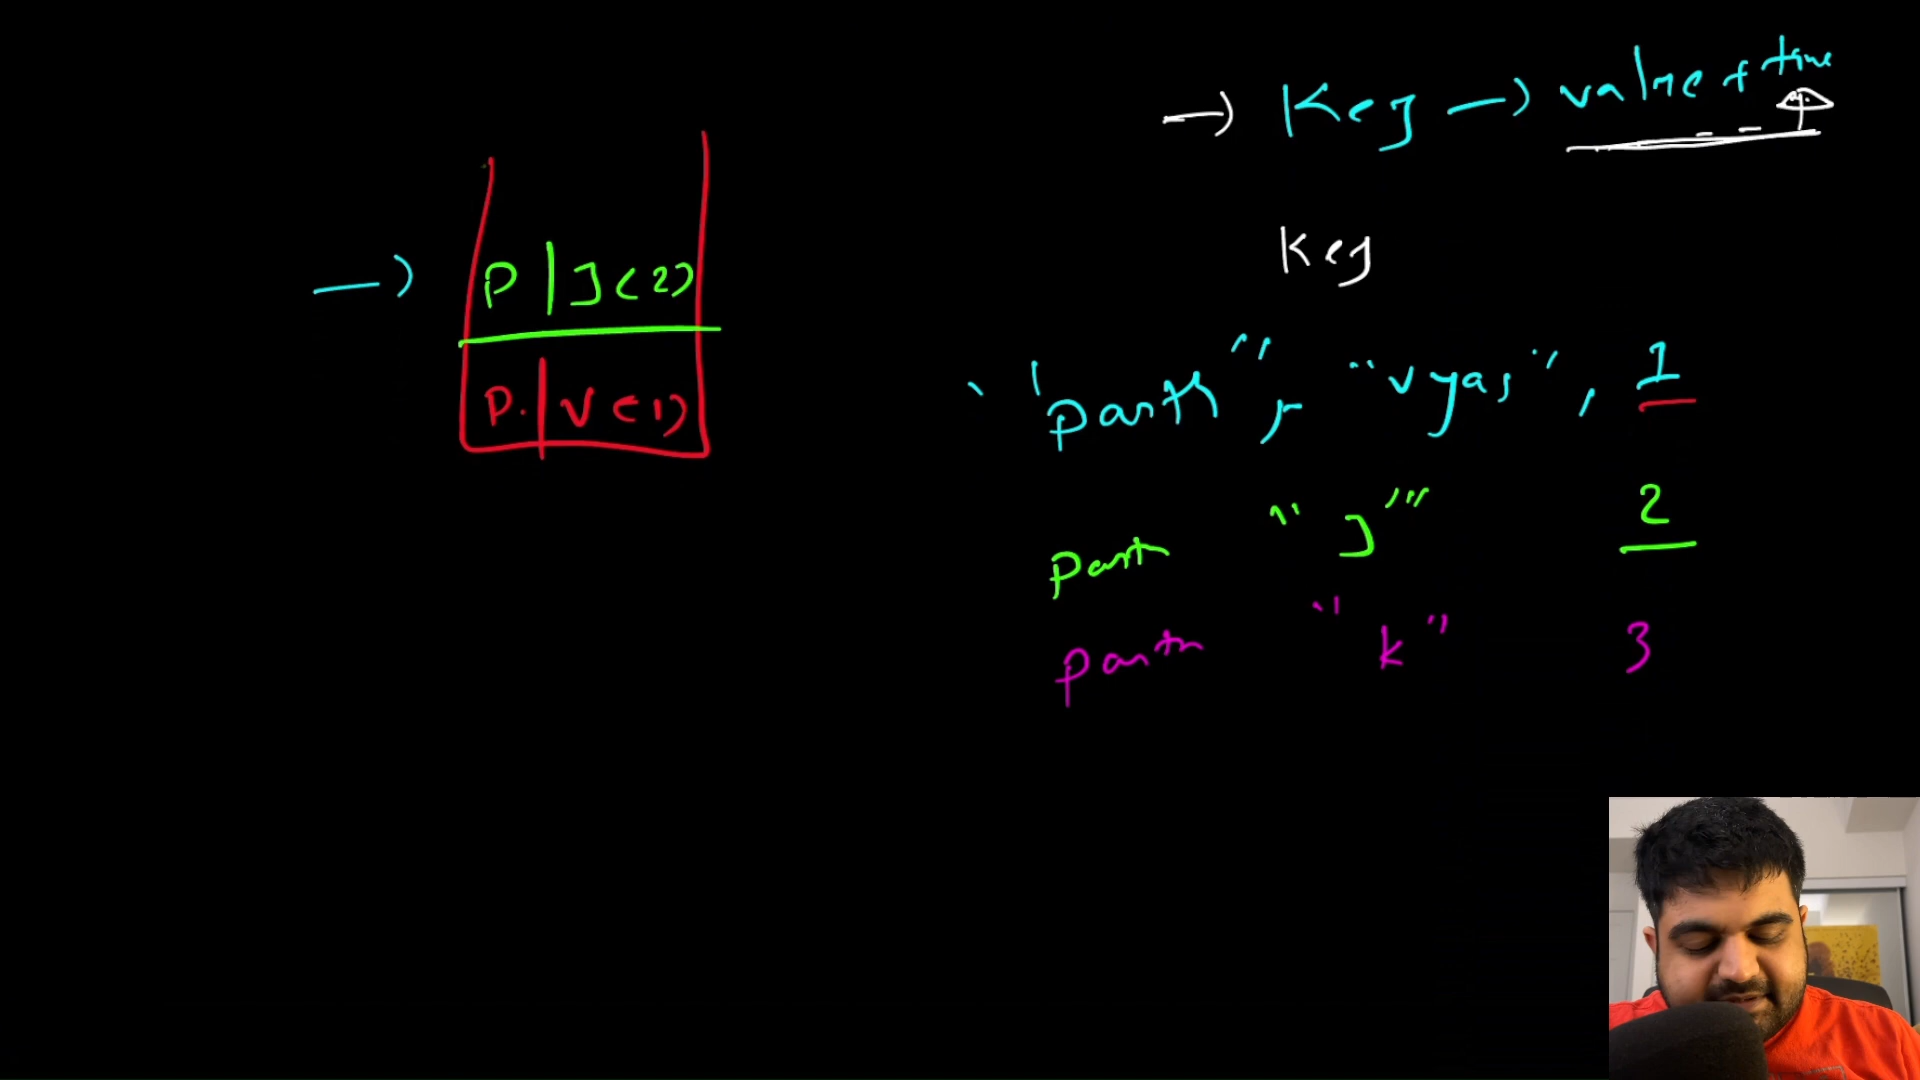 → Key → value + time
Key
P | J (2)
"parth", "vyas", 1
P. | V (1)
parth "J" 2
parth "k" 3